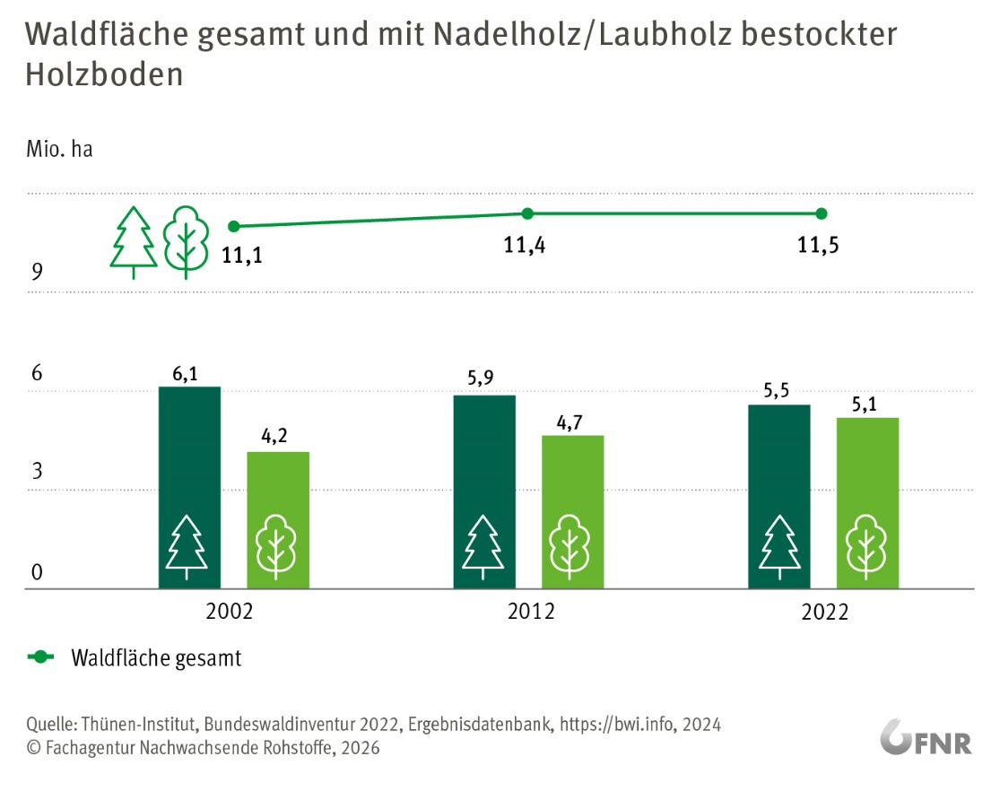 Waldfläche gesamt und mit Nadelholz/Laubholz bestockter
Holzboden
Mio. ha
11,1
11,4
11,5
9
6
6,1
4,2
5,9
4,7
5,5
5,1
3
0
2002
2012
2022
Waldfläche gesamt
Quelle: Thünen-Institut, Bundeswaldinventur 2022, Ergebnisdatenbank, https://bwi.info, 2024
© Fachagentur Nachwachsende Rohstoffe, 2026
FNR